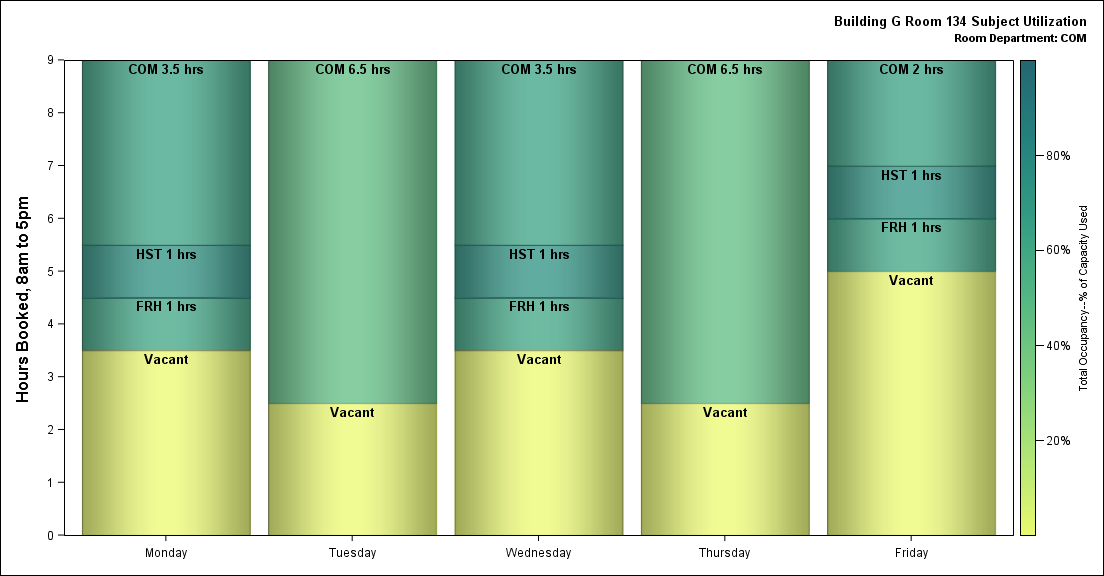 Building G Room 134 Subject Utilization
Room Department: COM
Hours Booked, 8am to 5pm
9
8
7
6
5
4
3
2
1
0
COM 3.5 hrs
HST 1 hrs
FRH 1 hrs
Vacant
COM 6.5 hrs
Vacant
COM 3.5 hrs
HST 1 hrs
FRH 1 hrs
Vacant
COM 6.5 hrs
Vacant
COM 2 hrs
HST 1 hrs
FRH 1 hrs
Vacant
Monday
Tuesday
Wednesday
Thursday
Friday
80%
60%
40%
20%
Total Occupancy--% of Capacity Used